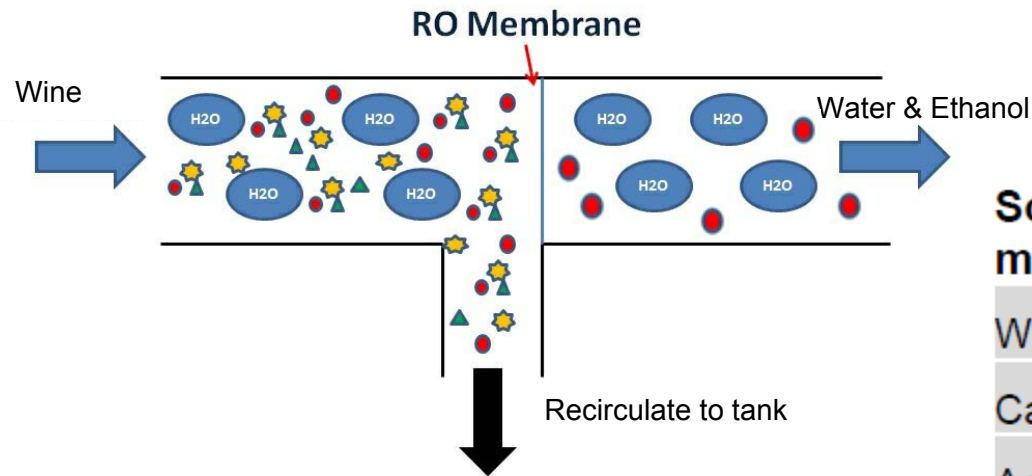 RO Membrane
Wine
H2O
H2O
H2O
H2O
H2O
H2O
H2O
H2O
Water & Ethanol
Recirculate to tank